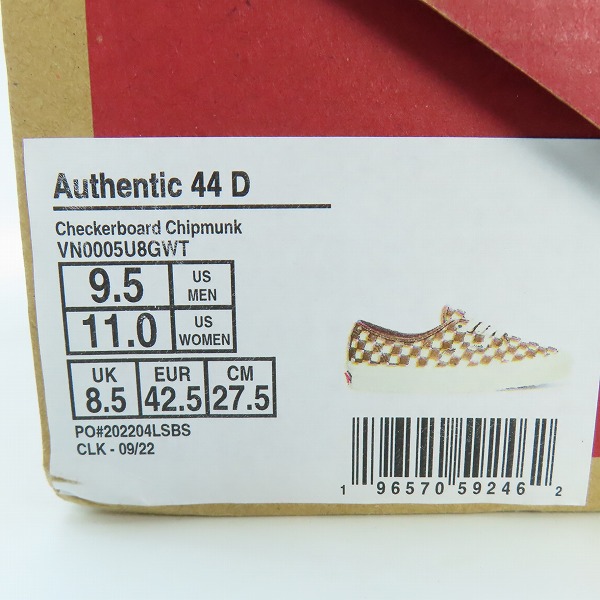 Authentic 44 D
Checkerboard Chipmunk
VN0005U8GWT
9.5 US MEN
11.0 US WOMEN
UK EUR CM
8.5 42.5 27.5
PO#202204LSBS
CLK - 09/22
1 96570 59246 2